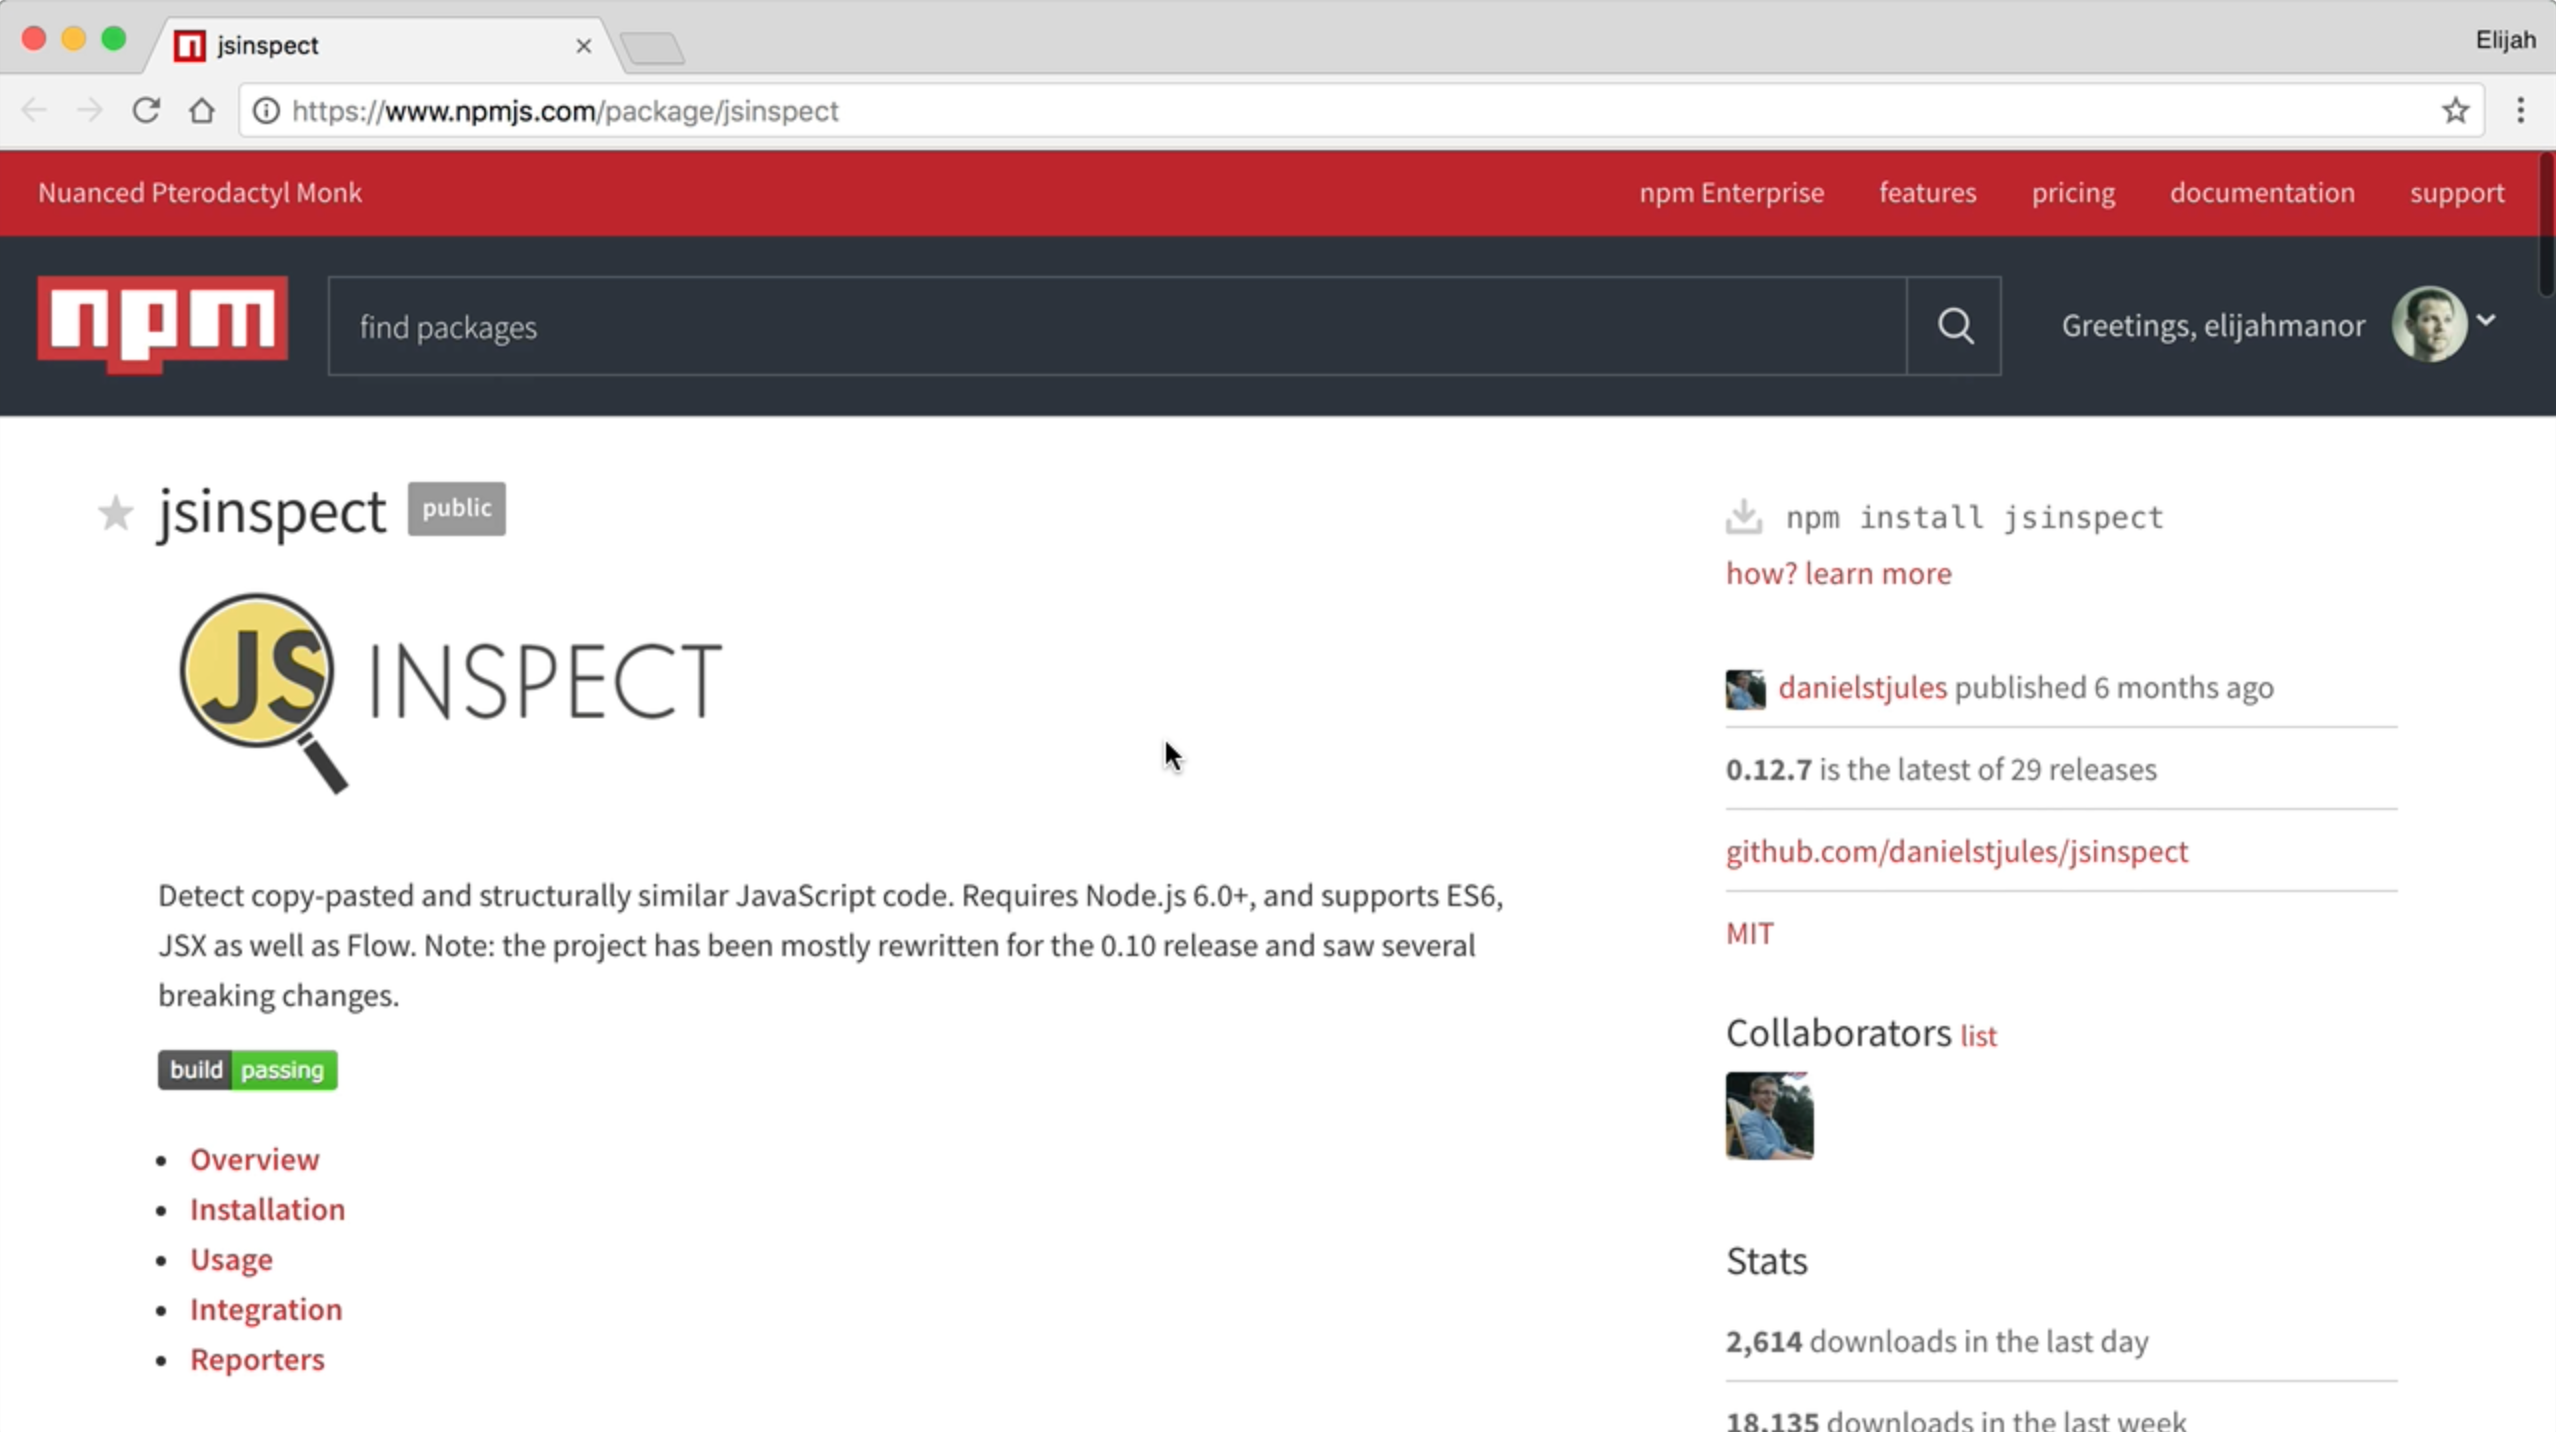 jsinspect
Elijah
https://www.npmjs.com/package/jsinspect
Nuanced Pterodactyl Monk
npm Enterprise features pricing documentation support
npm
find packages
Greetings, elijahmanor
jsinspect public
JS INSPECT
Detect copy-pasted and structurally similar JavaScript code. Requires Node.js 6.0+, and supports ES6,
JSX as well as Flow. Note: the project has been mostly rewritten for the 0.10 release and saw several
breaking changes.
build passing
Overview
Installation
Usage
Integration
Reporters
npm install jsinspect
how? learn more
danielstjules published 6 months ago
0.12.7 is the latest of 29 releases
github.com/danielstjules/jsinspect
MIT
Collaborators list
Stats
2,614 downloads in the last day
18,135 downloads in the last week